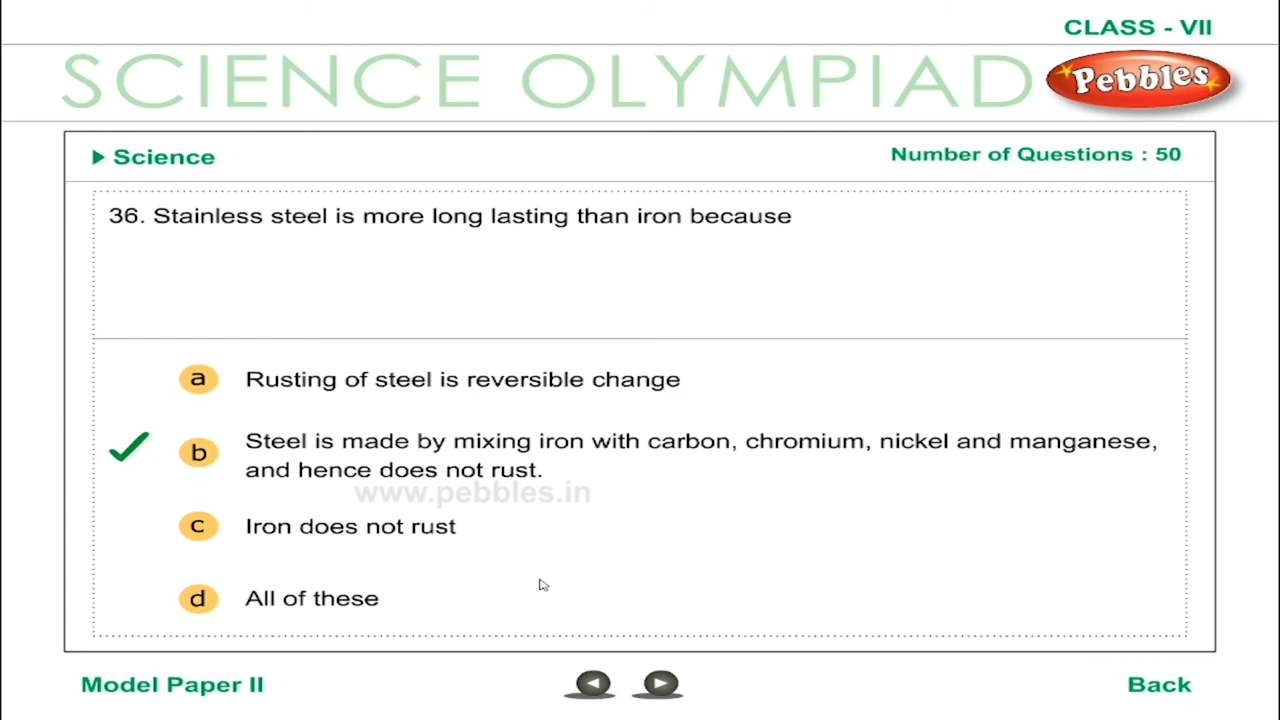 CLASS - VII
SCIENCE OLYMPIAD
Pebbles
Science
Number of Questions : 50
36. Stainless steel is more long lasting than iron because
a Rusting of steel is reversible change
b Steel is made by mixing iron with carbon, chromium, nickel and manganese,
and hence does not rust.
www.pebbles.in
c Iron does not rust
d All of these
Model Paper II
Back